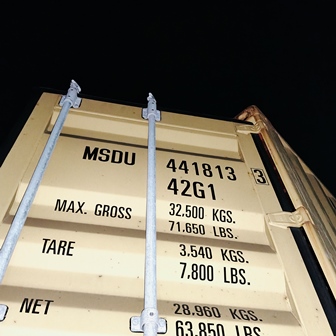 MSDU 441813 3
42G1
MAX. GROSS 32.500 KGS.
71.650 LBS.
TARE 3.540 KGS.
7.800 LBS.
NET 28.960 KGS.
63.850 LBS.